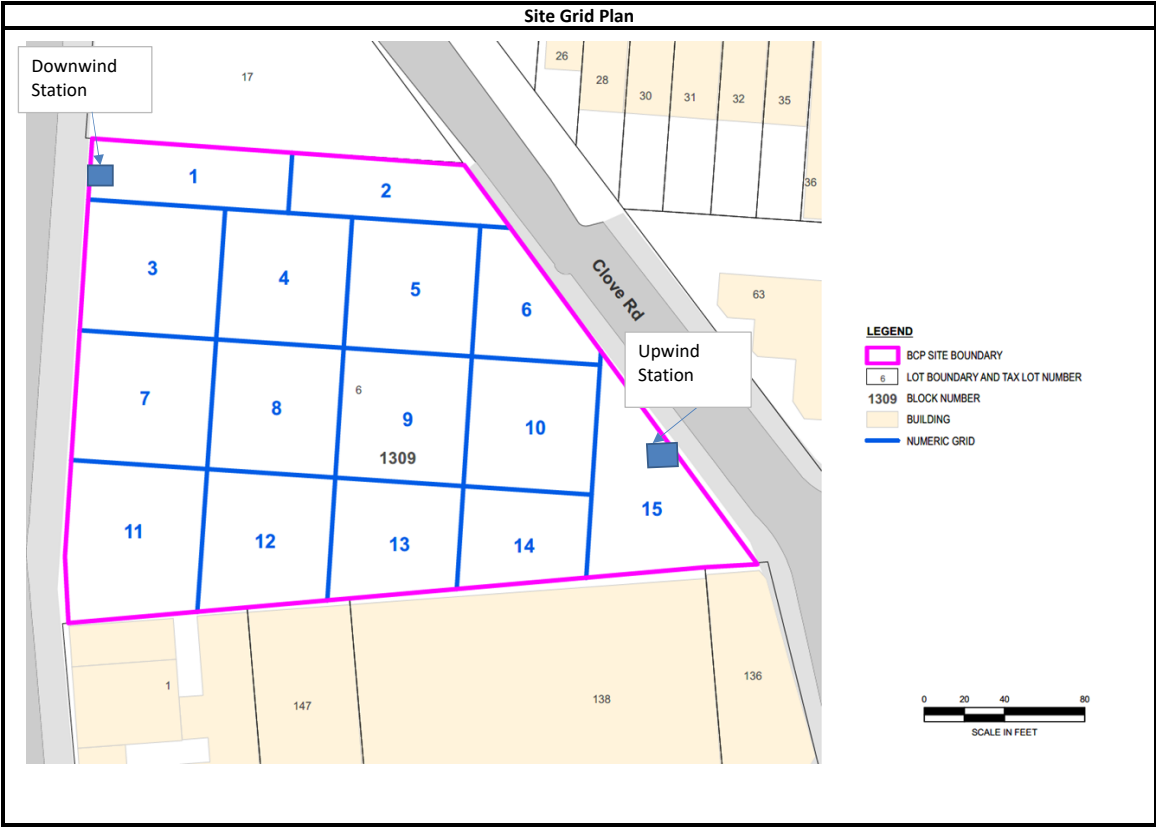 Site Grid Plan
Downwind
Station
17
26
28
30
31
32
35
36
1
2
3
4
5
6
Clove Rd
63
Upwind
Station
7
8
6
9
10
1309
11
12
13
14
15
1
147
138
136
LEGEND
BCP SITE BOUNDARY
6 LOT BOUNDARY AND TAX LOT NUMBER
1309 BLOCK NUMBER
BUILDING
NUMERIC GRID
0 20 40 80
SCALE IN FEET